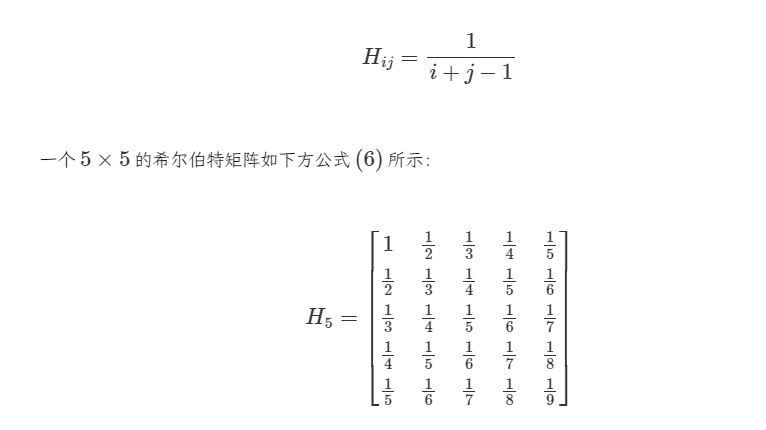 H_{ij} = \frac{1}{i + j - 1}
一个 5 × 5 的希尔伯特矩阵如下方公式 (6) 所示：
H_5 = \begin{bmatrix} 1 & \frac{1}{2} & \frac{1}{3} & \frac{1}{4} & \frac{1}{5} \\ \frac{1}{2} & \frac{1}{3} & \frac{1}{4} & \frac{1}{5} & \frac{1}{6} \\ \frac{1}{3} & \frac{1}{4} & \frac{1}{5} & \frac{1}{6} & \frac{1}{7} \\ \frac{1}{4} & \frac{1}{5} & \frac{1}{6} & \frac{1}{7} & \frac{1}{8} \\ \frac{1}{5} & \frac{1}{6} & \frac{1}{7} & \frac{1}{8} & \frac{1}{9} \end{bmatrix}